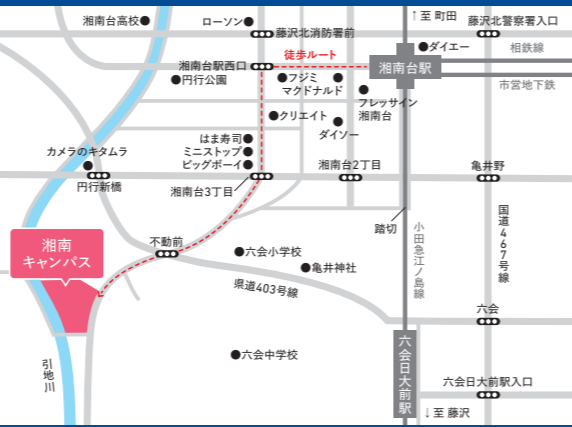 湘南台高校
ローソン
藤沢北消防署前
↑至 町田
藤沢北警察署入口
徒歩ルート
ダイエー
相鉄線
湘南台駅西口
湘南台駅
市営地下鉄
円行公園
フジミ
マクドナルド
フレッサイン
湘南台
クリエイト
ダイソー
はま寿司
ミニストップ
ビッグボーイ
カメラのキタムラ
円行新橋
湘南台3丁目
湘南台2丁目
亀井野
踏切
小田急江ノ島線
国道467号線
湘南
キャンパス
不動前
六会小学校
亀井神社
県道403号線
六会
引地川
六会中学校
六会日大前駅
六会日大前駅入口
↓至 藤沢